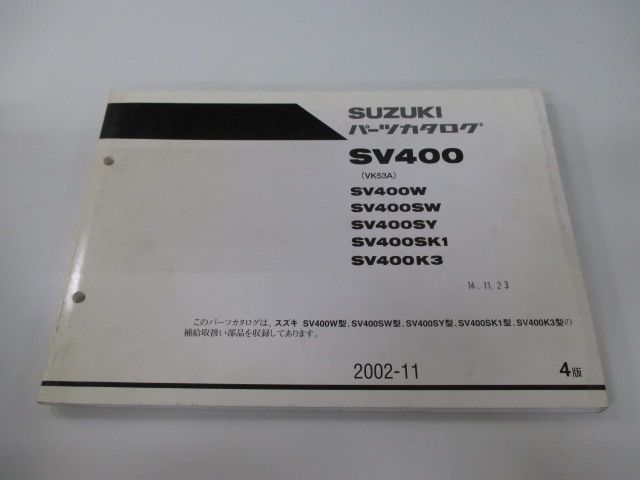 SUZUKI
パーツカタログ
SV400
(VK53A)
SV400W
SV400SW
SV400SY
SV400SK1
SV400K3
14.11.23
このパーツカタログは、スズキ SV400W型、SV400SW型、SV400SY型、SV400SK1型、SV400K3型の
補給取扱い部品を収録してあります。
2002-11
4版